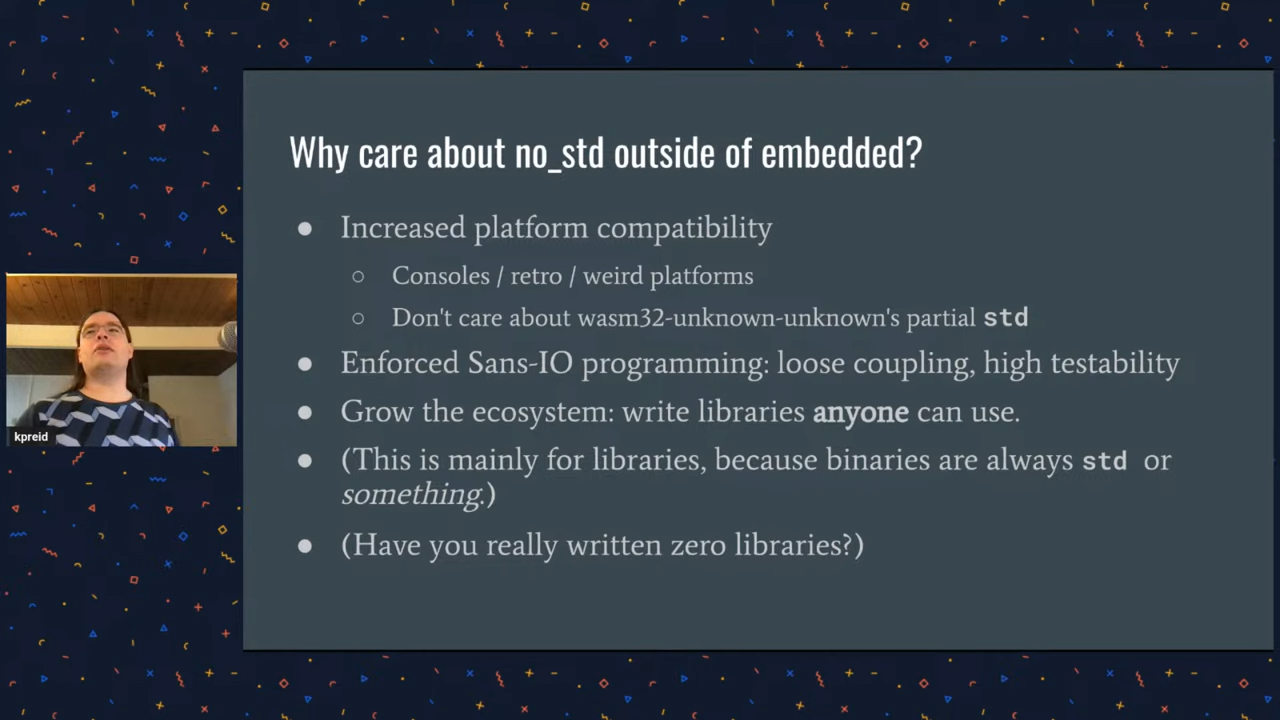 Why care about no_std outside of embedded?
● Increased platform compatibility
○ Consoles / retro / weird platforms
○ Don't care about wasm32-unknown-unknown's partial std
● Enforced Sans-IO programming: loose coupling, high testability
● Grow the ecosystem: write libraries anyone can use.
● (This is mainly for libraries, because binaries are always std or
something.)
● (Have you really written zero libraries?)
kpreid